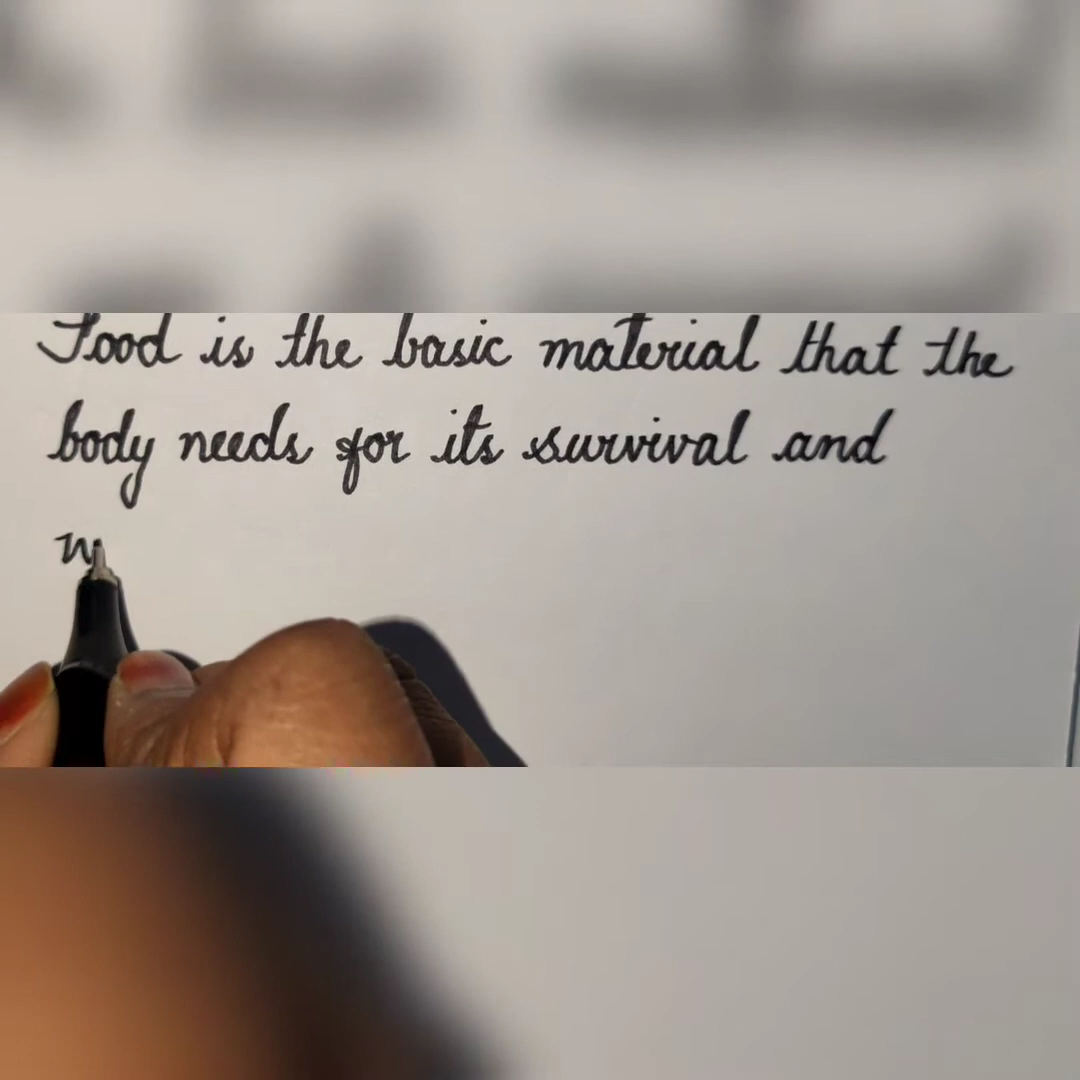 Food is the basic material that the
body needs for its survival and